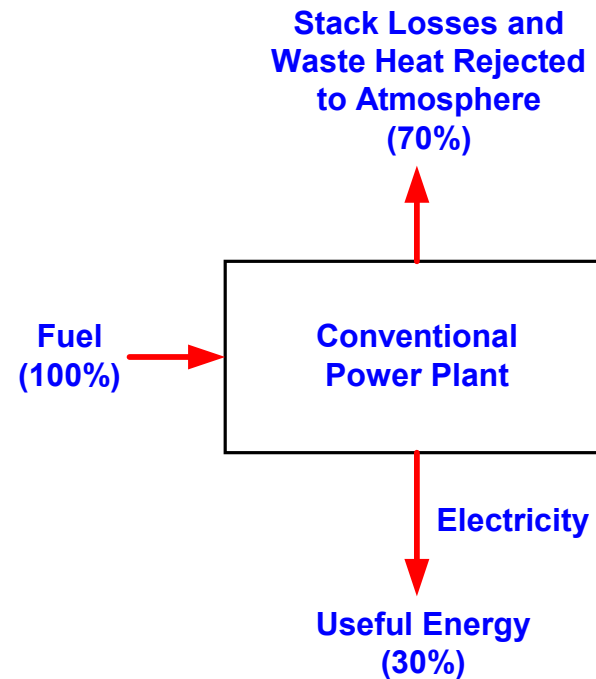 Stack Losses and
Waste Heat Rejected
to Atmosphere
(70%)
Fuel
(100%)
Conventional
Power Plant
Electricity
Useful Energy
(30%)